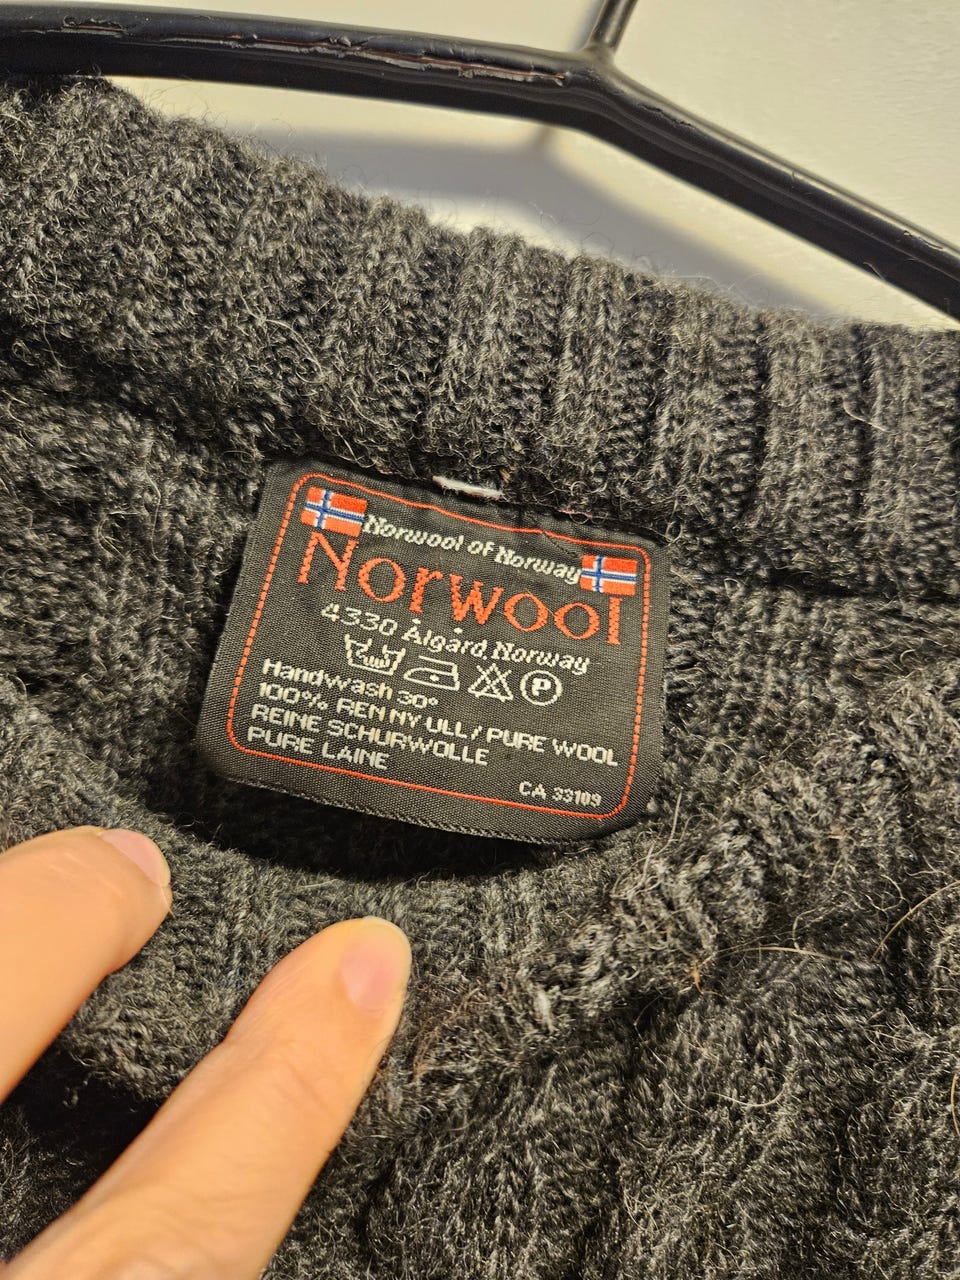 Norwool of Norway
Norwool
4330 Ålgård, Norway
P
Handwash 30°
100% REN NY ULL / PURE WOOL
REINE SCHURWOLLE
PURE LAINE
CA 33109